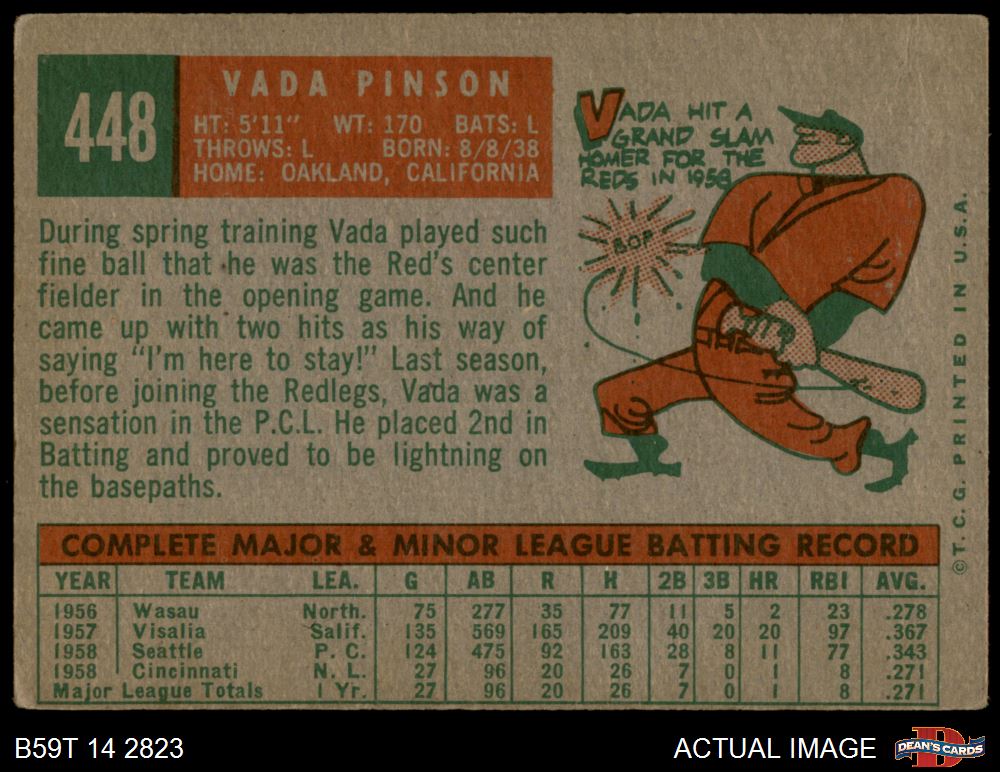 448
VADA PINSON
HT: 5'11" WT: 170 BATS: L
THROWS: L BORN: 8/8/38
HOME: OAKLAND, CALIFORNIA
VADA HIT A
GRAND SLAM
HOMER FOR THE
REDS IN 1958
BOP
During spring training Vada played such
fine ball that he was the Red's center
fielder in the opening game. And he
came up with two hits as his way of
saying "I'm here to stay!" Last season,
before joining the Redlegs, Vada was a
sensation in the P.C.L. He placed 2nd in
Batting and proved to be lightning on
the basepaths.
©T. C. G. PRINTED IN U.S.A.
COMPLETE MAJOR & MINOR LEAGUE BATTING RECORD
YEAR TEAM LEA. G AB R H 2B 3B HR RBI AVG.
1956 Wasau North. 75 277 35 77 11 5 2 23 .278
1957 Visalia Salif. 135 569 165 209 40 20 20 97 .367
1958 Seattle P. C. 124 475 92 163 28 8 11 77 .343
1958 Cincinnati N. L. 27 96 20 26 7 0 1 8 .271
Major League Totals 1 Yr. 27 96 20 26 7 0 1 8 .271
B59T 14 2823
ACTUAL IMAGE
DEAN'S CARDS